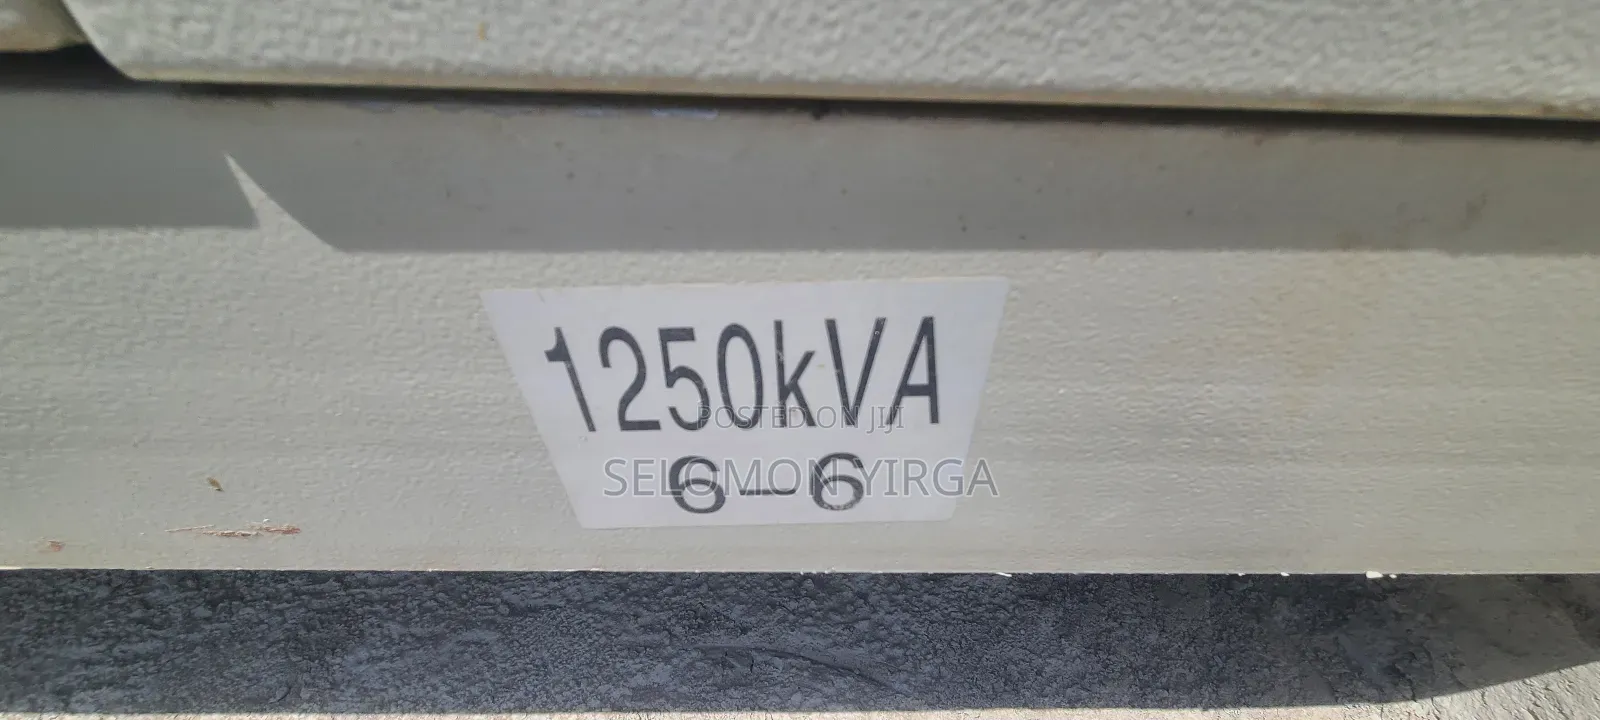 1250kVA
POSTED ON JIJI
SELOMON YIRGA
6-6